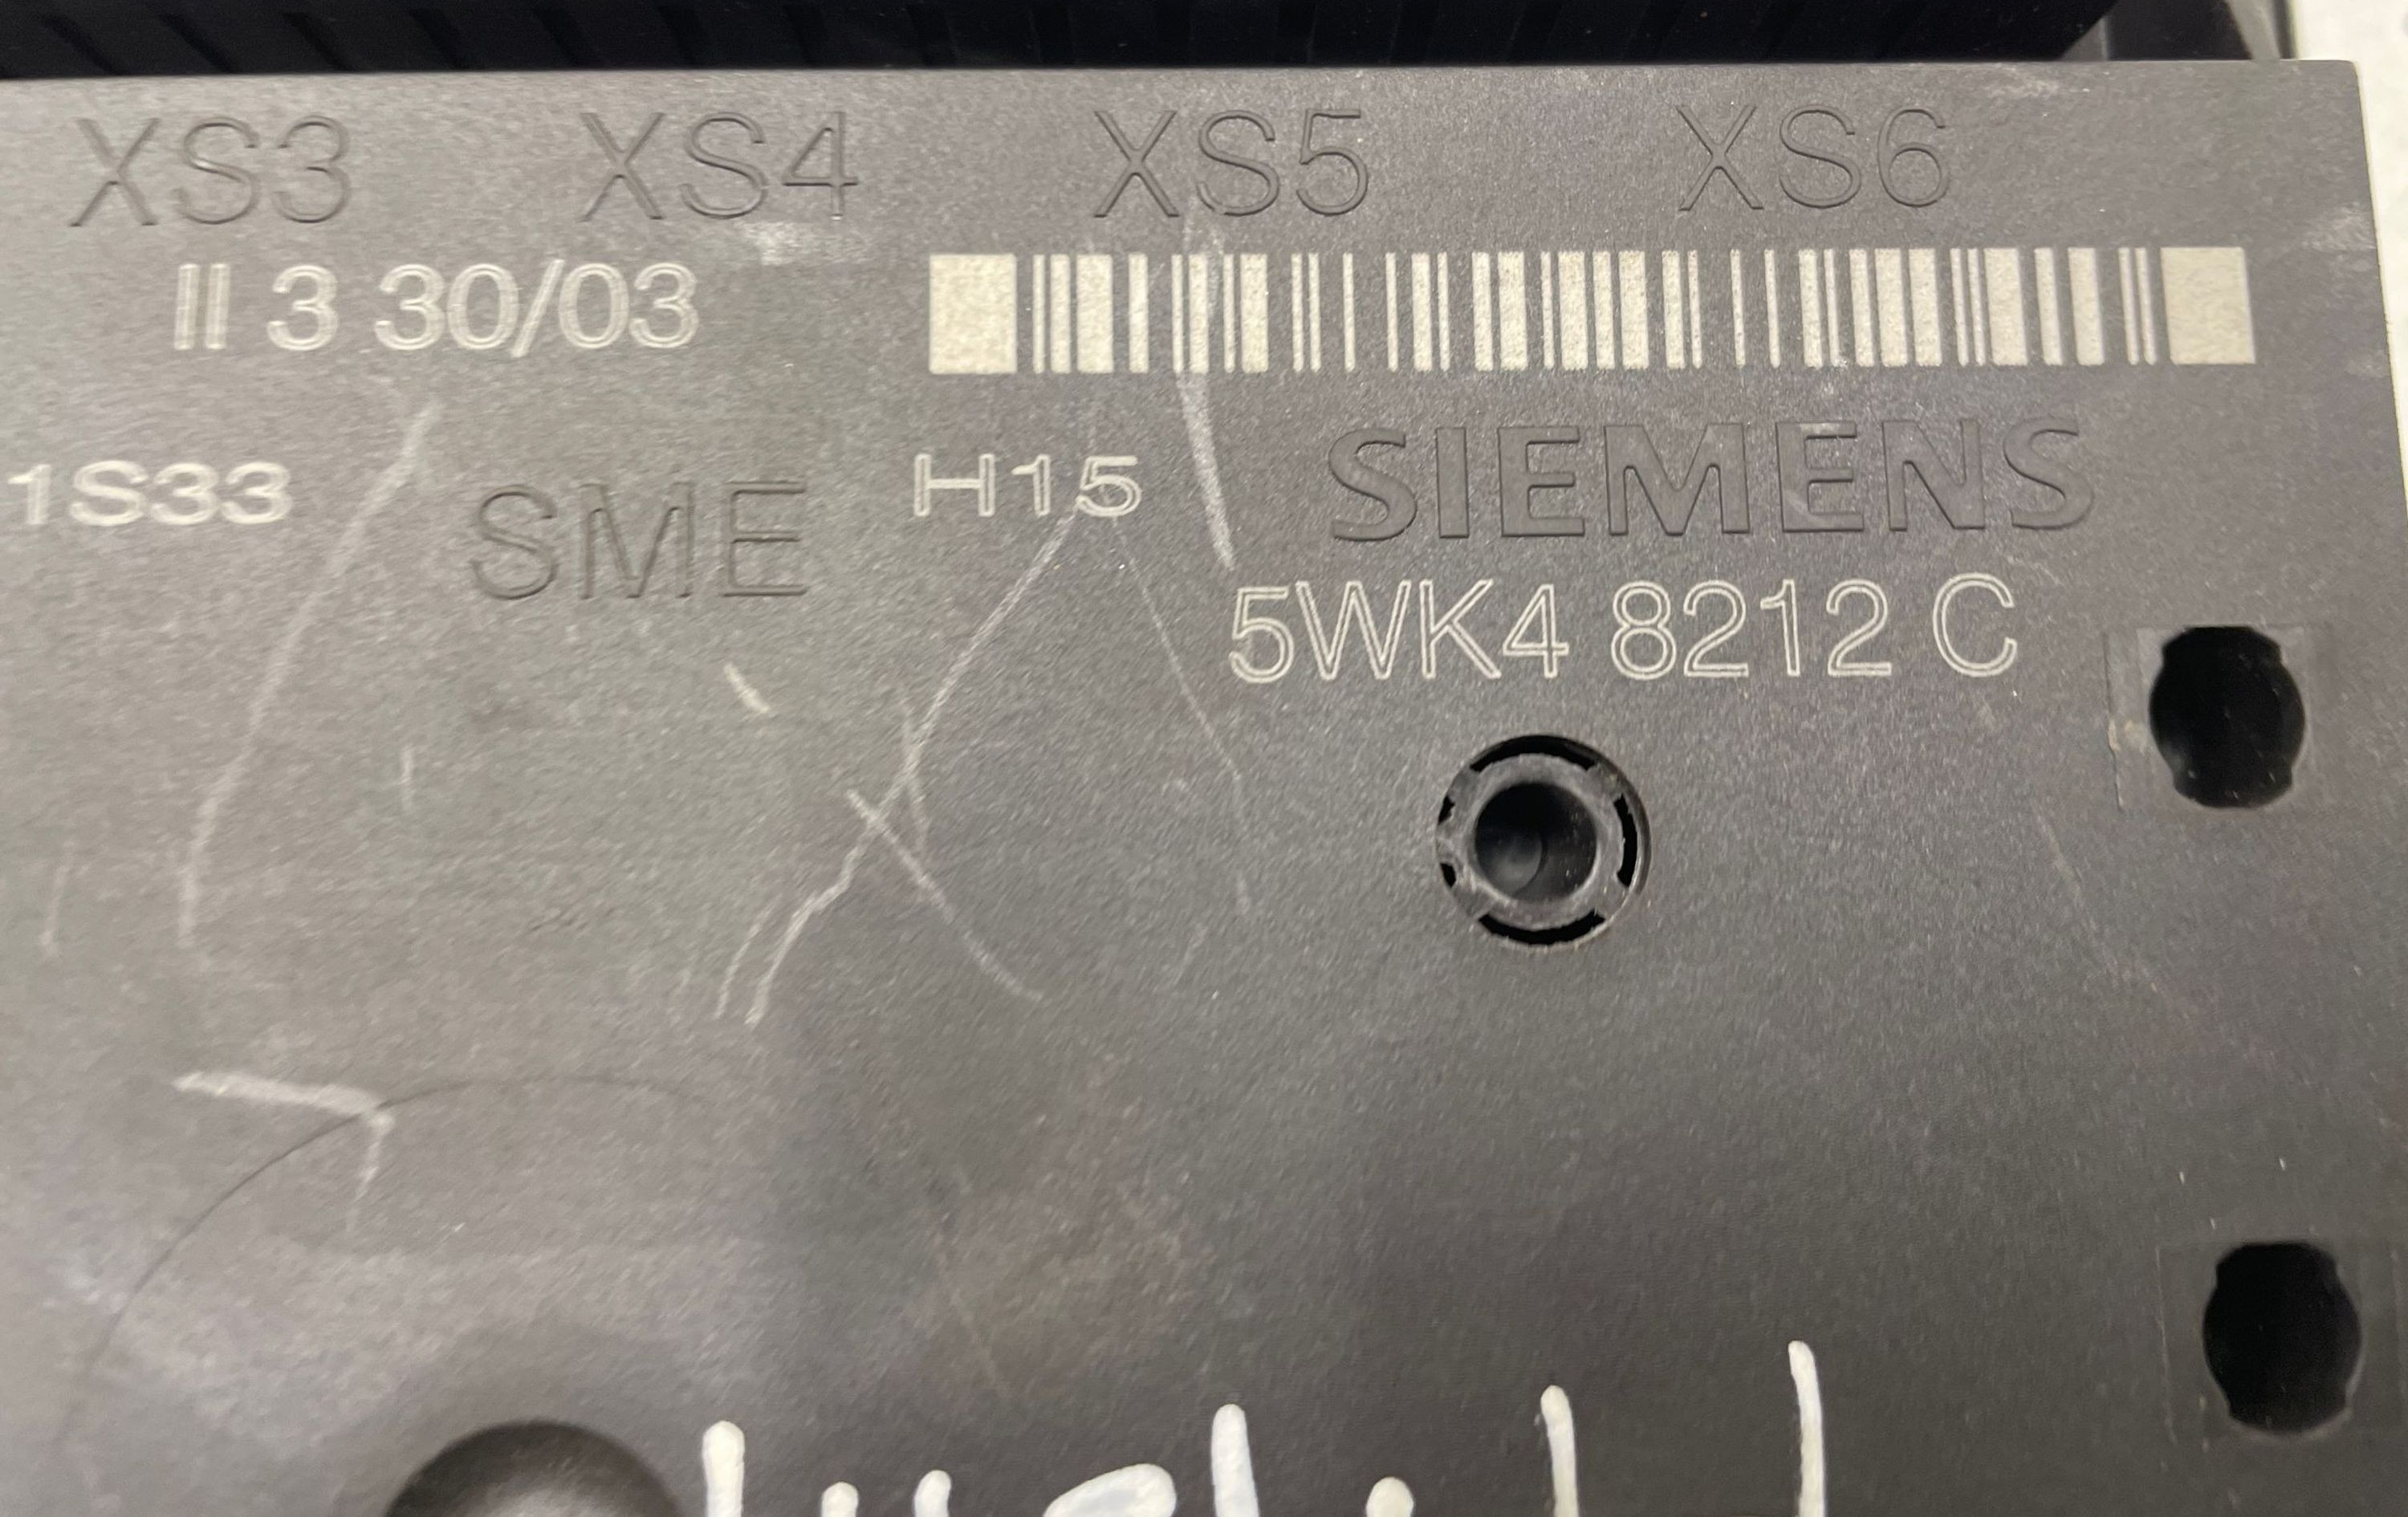 XS3 XS4 XS5 XS6
II 3 30/03
1S33 SME H15 SIEMENS
5WK4 8212 C